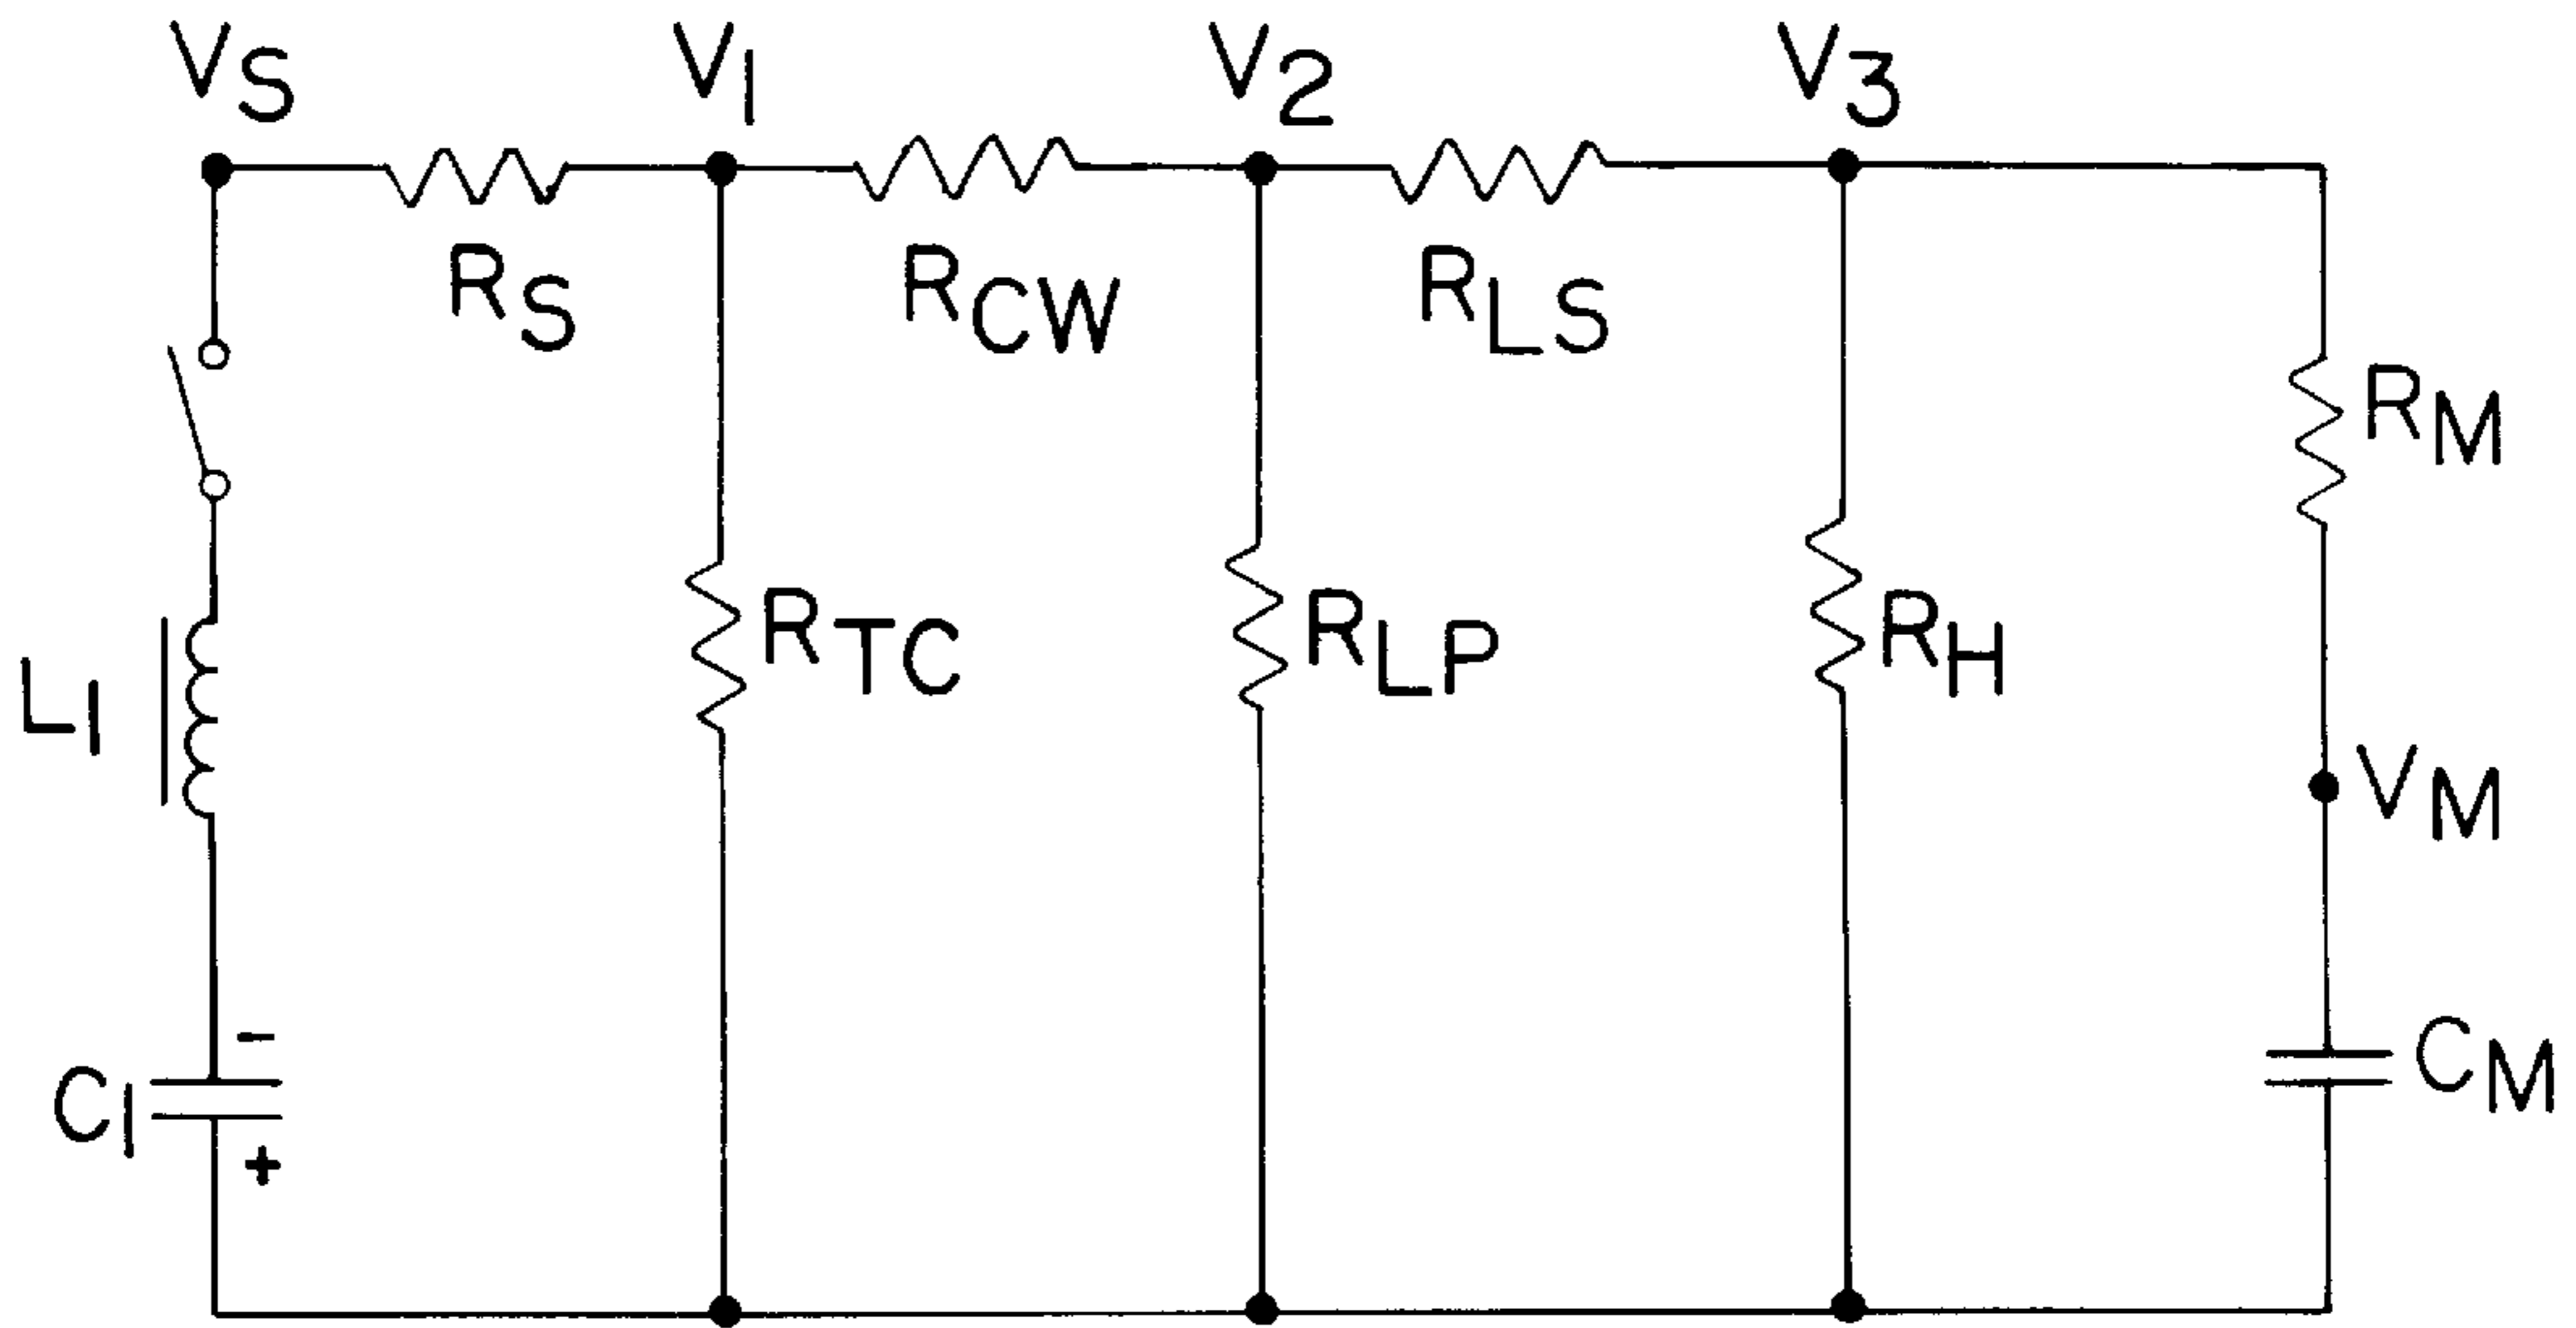 VS V1 V2 V3
RS RCW RLS
RM
RTC RLP RH
L1
VM
-
C1 CM
+